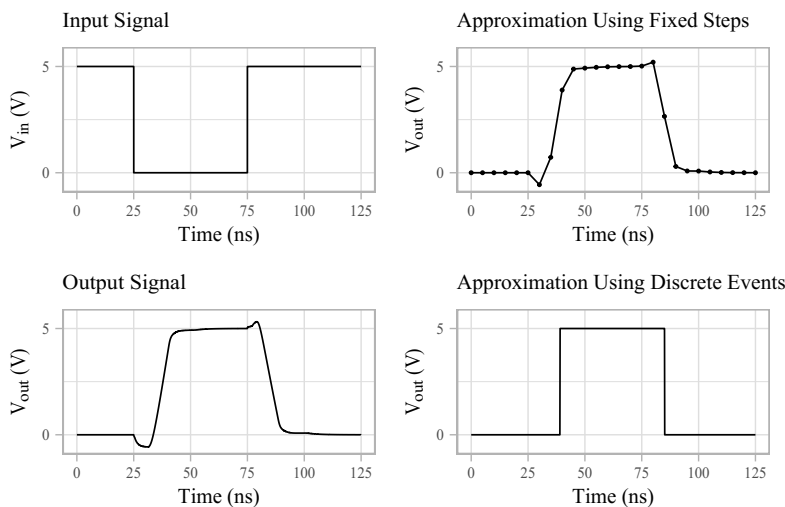 Input Signal
V_in (V)
5
0
0 25 50 75 100 125
Time (ns)
Approximation Using Fixed Steps
V_out (V)
5
0
0 25 50 75 100 125
Time (ns)
Output Signal
V_out (V)
5
0
0 25 50 75 100 125
Time (ns)
Approximation Using Discrete Events
V_out (V)
5
0
0 25 50 75 100 125
Time (ns)